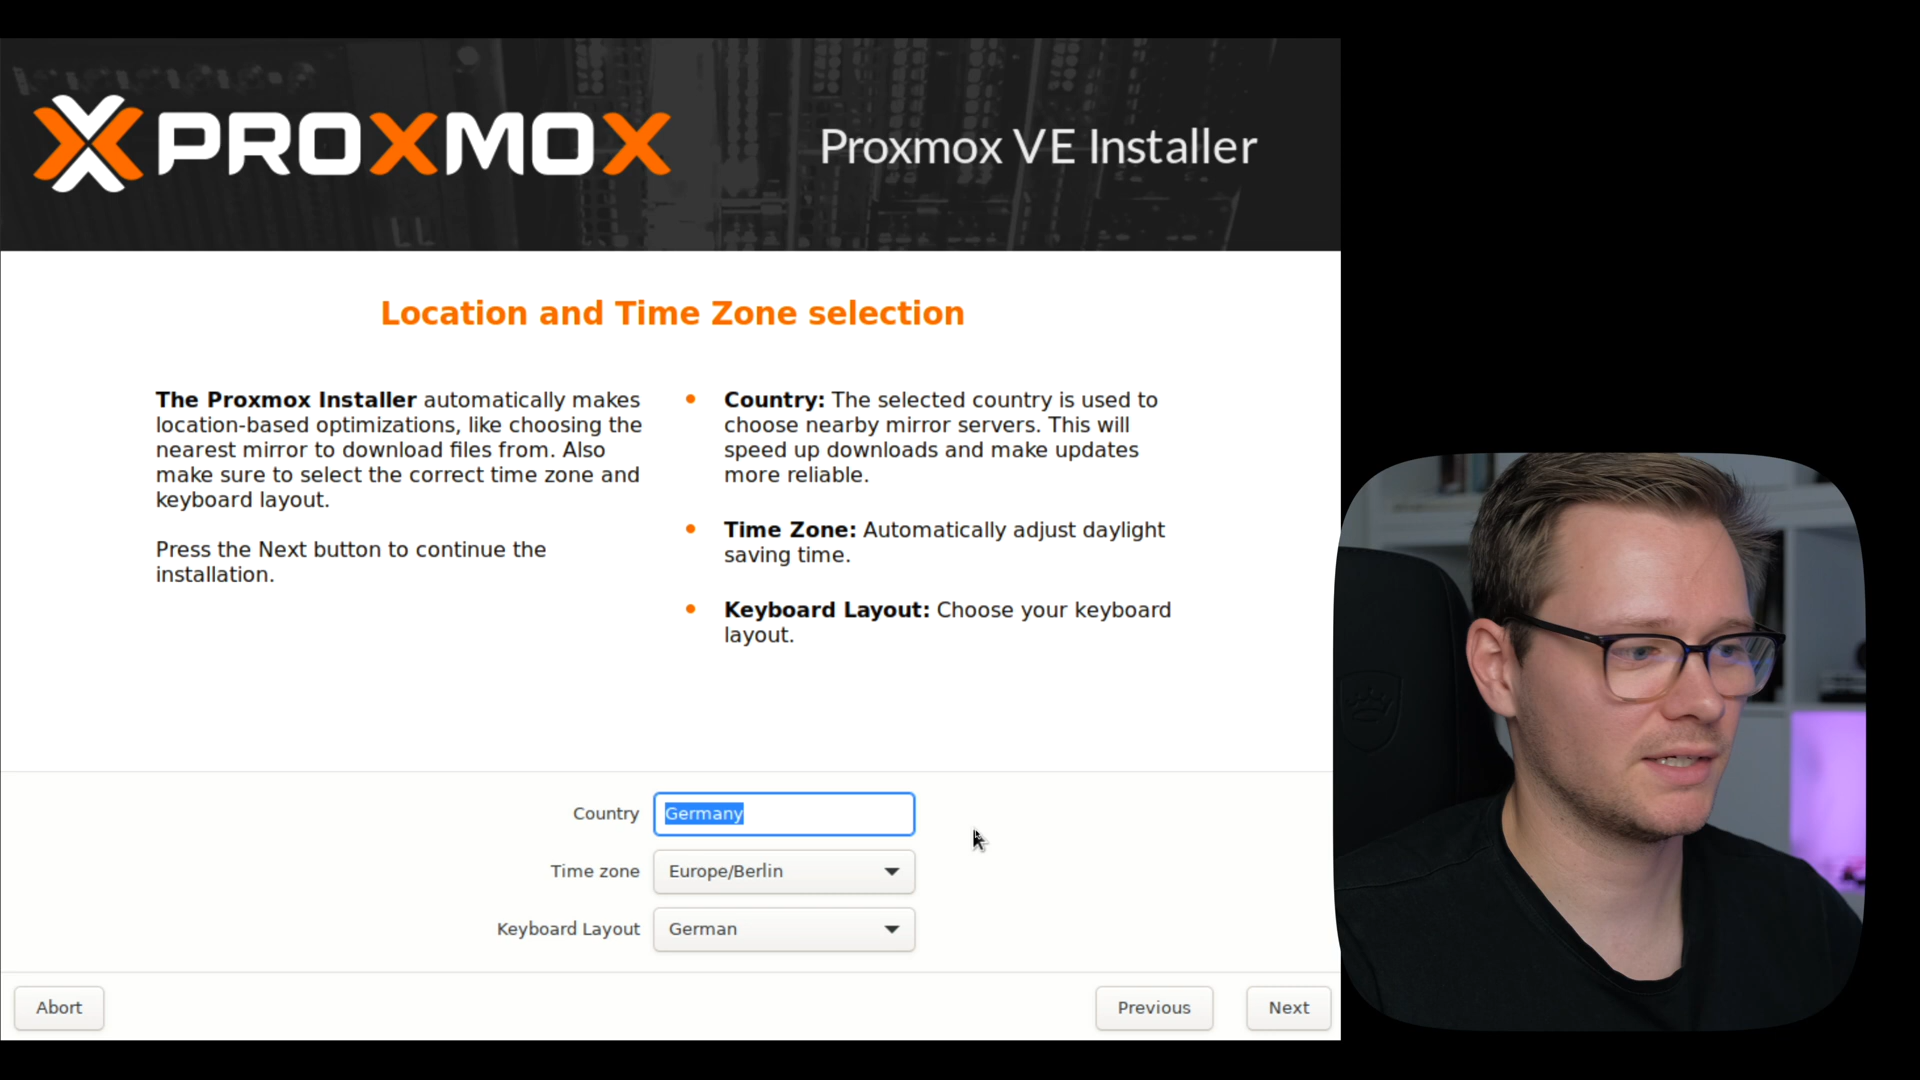 PROXMOX
Proxmox VE Installer
Location and Time Zone selection
The Proxmox Installer automatically makes
location-based optimizations, like choosing the
nearest mirror to download files from. Also
make sure to select the correct time zone and
keyboard layout.
Press the Next button to continue the
installation.
• Country: The selected country is used to
choose nearby mirror servers. This will
speed up downloads and make updates
more reliable.
• Time Zone: Automatically adjust daylight
saving time.
• Keyboard Layout: Choose your keyboard
layout.
Country Germany
Time zone Europe/Berlin
Keyboard Layout German
Abort Previous Next